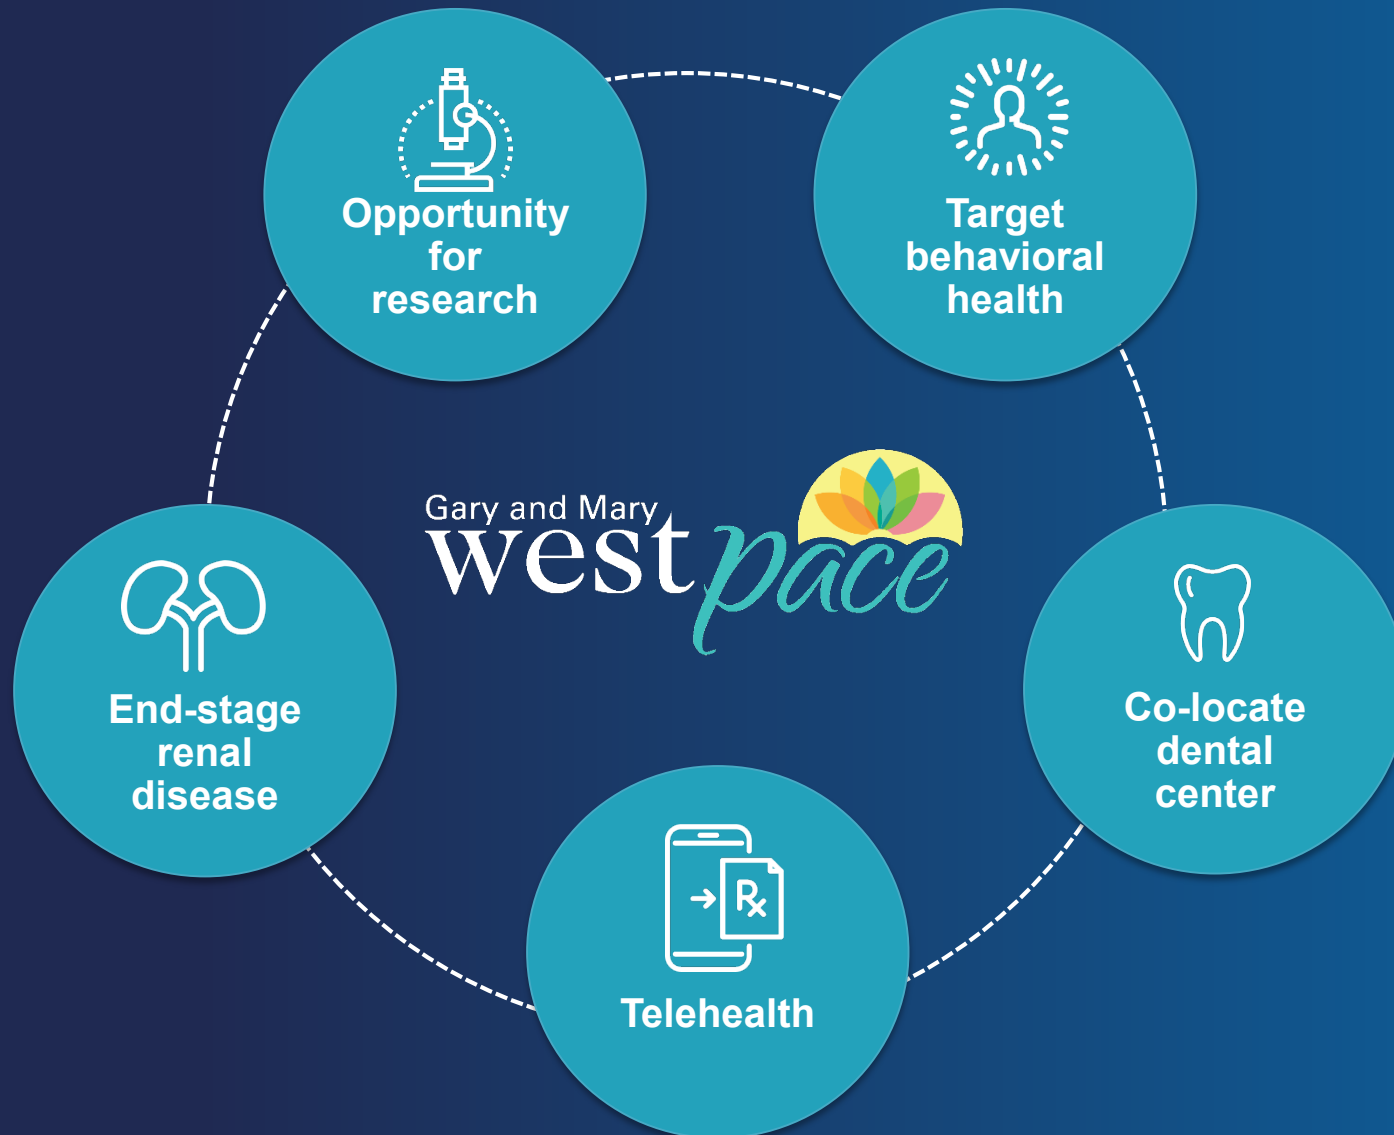 Opportunity
for
research
Target
behavioral
health
Gary and Mary
west pace
End-stage
renal
disease
Co-locate
dental
center
Rx
Telehealth